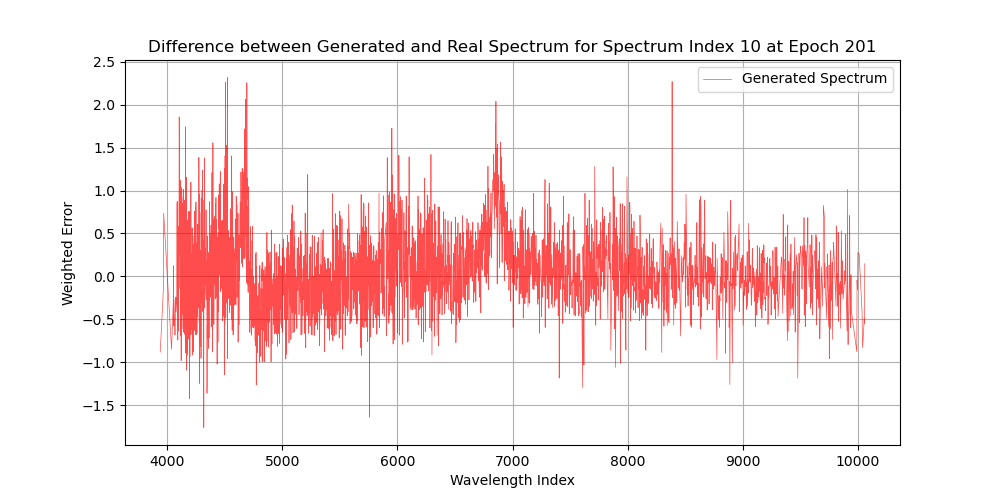 Difference between Generated and Real Spectrum for Spectrum Index 10 at Epoch 201
Generated Spectrum
2.5
2.0
1.5
1.0
0.5
0.0
−0.5
−1.0
−1.5
Weighted Error
4000 5000 6000 7000 8000 9000 10000
Wavelength Index